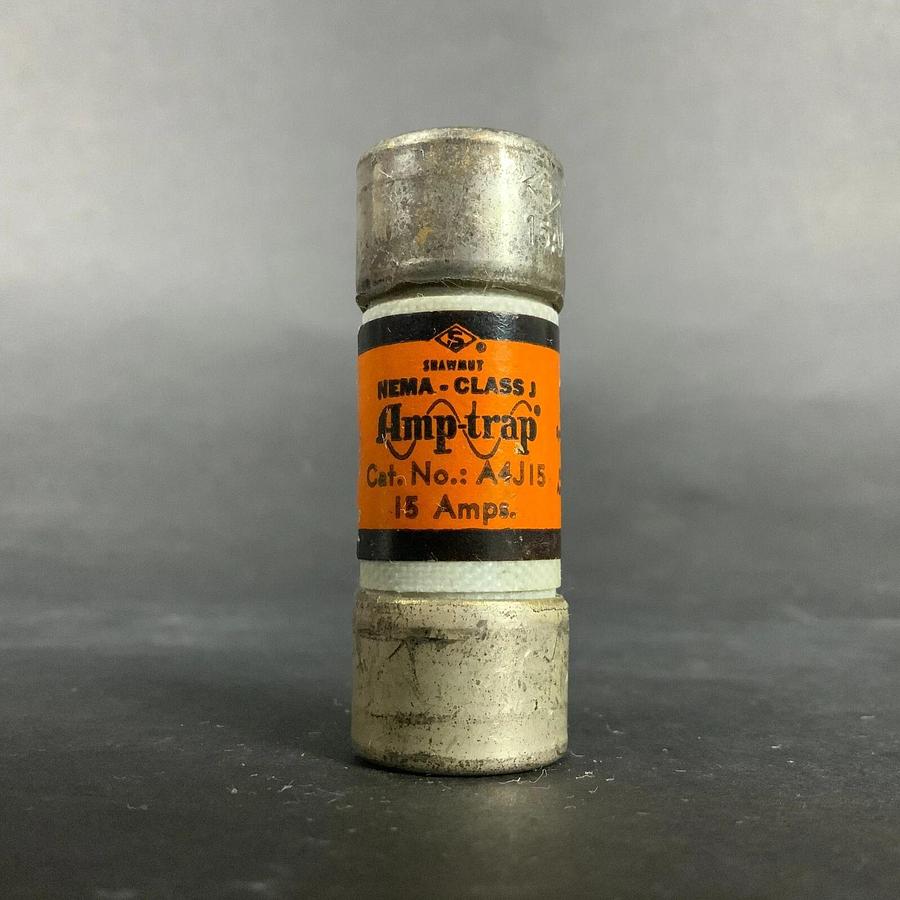 S®
SHAWMUT
NEMA - CLASS J
Amp-trap®
Cat. No.: A4J15
15 Amps.